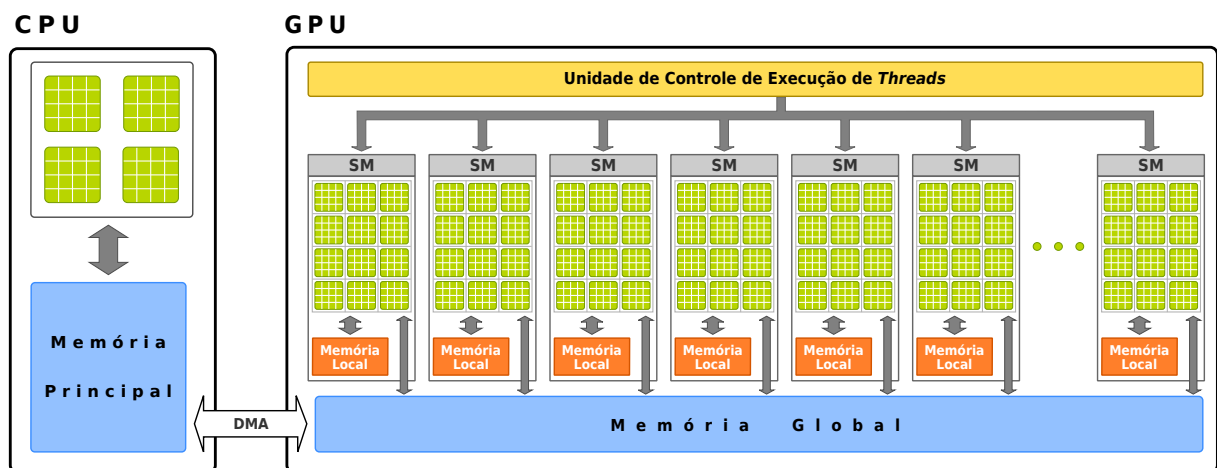 CPU
GPU
Unidade de Controle de Execução de Threads
SM
SM
SM
SM
SM
SM
SM
Memória
Local
Memória
Local
Memória
Local
Memória
Local
Memória
Local
Memória
Local
Memória
Local
Memória
Principal
DMA
Memória Global